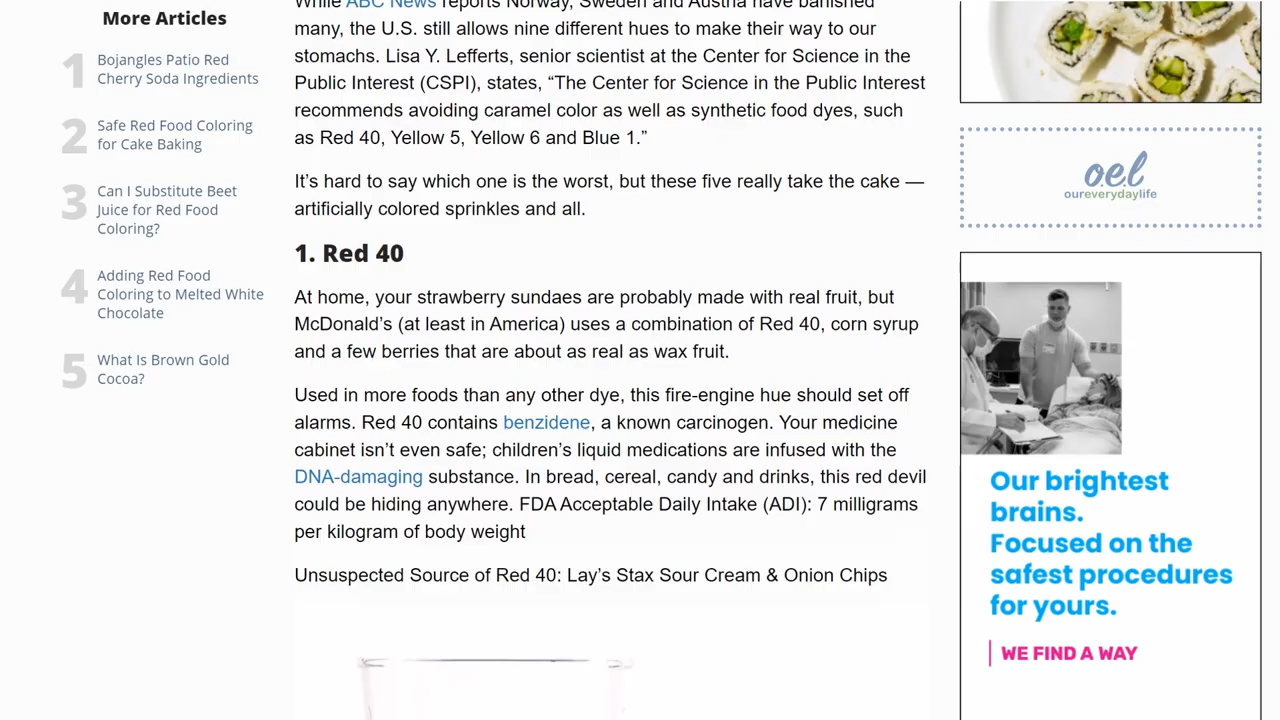 More Articles
1
Bojangles Patio Red
Cherry Soda Ingredients
2
Safe Red Food Coloring
for Cake Baking
3
Can I Substitute Beet
Juice for Red Food
Coloring?
4
Adding Red Food
Coloring to Melted White
Chocolate
5
What Is Brown Gold
Cocoa?
While ABC News reports Norway, Sweden and Austria have banished
many, the U.S. still allows nine different hues to make their way to our
stomachs. Lisa Y. Lefferts, senior scientist at the Center for Science in the
Public Interest (CSPI), states, “The Center for Science in the Public Interest
recommends avoiding caramel color as well as synthetic food dyes, such
as Red 40, Yellow 5, Yellow 6 and Blue 1.”
It’s hard to say which one is the worst, but these five really take the cake —
artificially colored sprinkles and all.
1. Red 40
At home, your strawberry sundaes are probably made with real fruit, but
McDonald’s (at least in America) uses a combination of Red 40, corn syrup
and a few berries that are about as real as wax fruit.
Used in more foods than any other dye, this fire-engine hue should set off
alarms. Red 40 contains benzidene, a known carcinogen. Your medicine
cabinet isn’t even safe; children’s liquid medications are infused with the
DNA-damaging substance. In bread, cereal, candy and drinks, this red devil
could be hiding anywhere. FDA Acceptable Daily Intake (ADI): 7 milligrams
per kilogram of body weight
Unsuspected Source of Red 40: Lay’s Stax Sour Cream & Onion Chips
o.e.l
oureverydaylife
Our brightest
brains.
Focused on the
safest procedures
for yours.
WE FIND A WAY